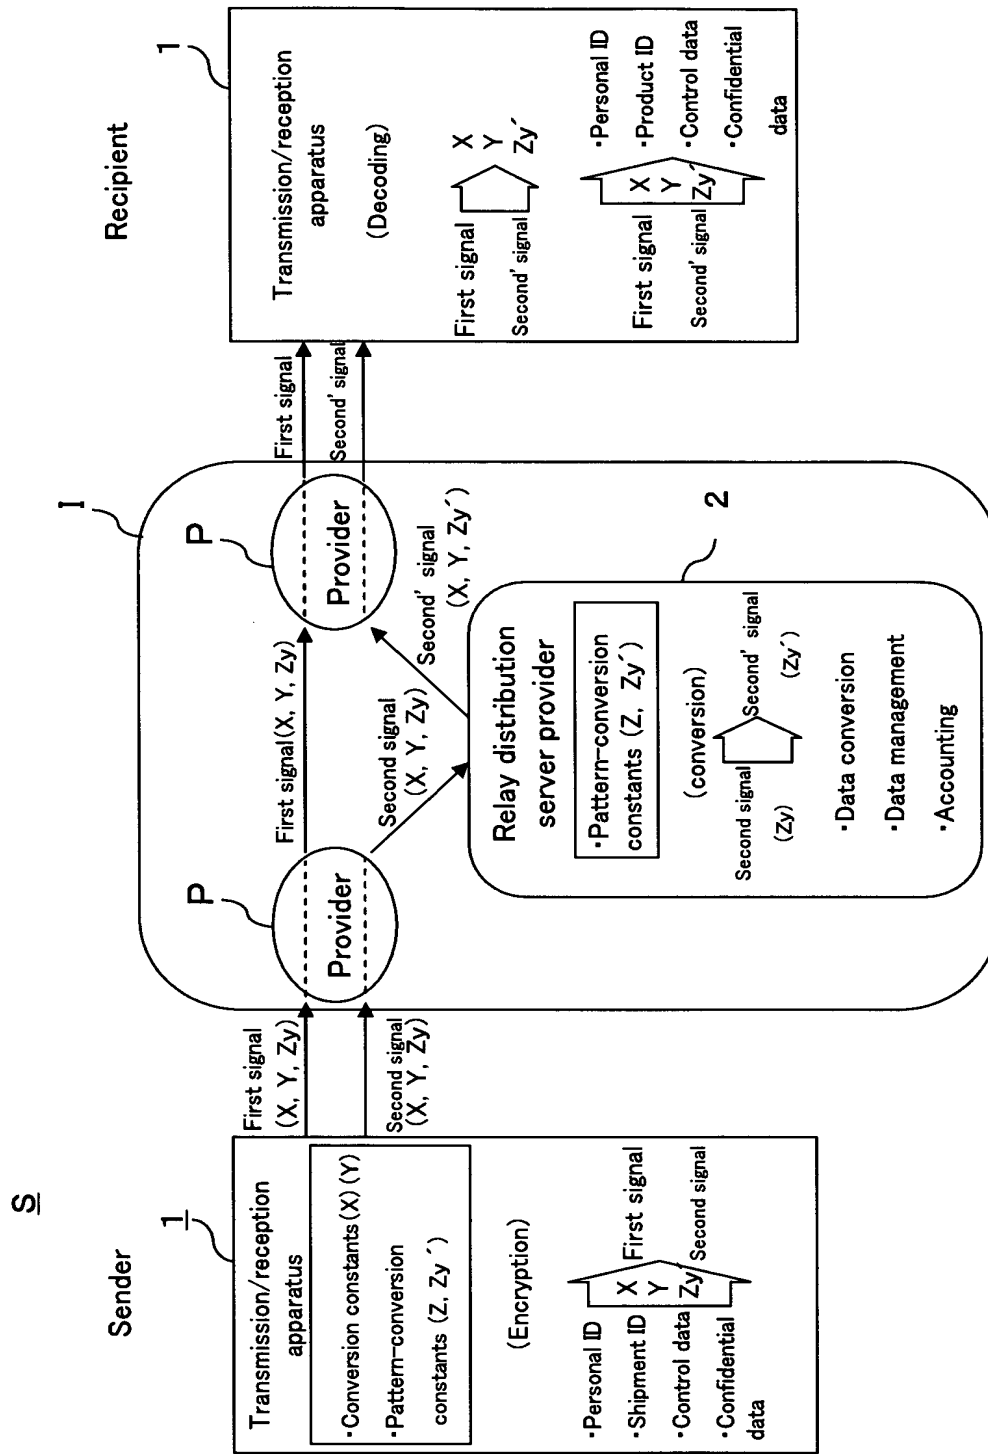 S
Sender
1
Transmission/reception
apparatus
・Conversion constants(X)(Y)
・Pattern-conversion
constants (Z, Zy´)
(Encryption)
・Personal ID
・Shipment ID
・Control data
・Confidential
data
X
Y
Zy´
First signal
Second signal
First signal
(X, Y, Zy)
Second signal
(X, Y, Zy)
I
P
Provider
First signal(X, Y, Zy)
Second signal
(X, Y, Zy)
P
Provider
Second' signal
(X, Y, Zy´)
2
Relay distribution
server provider
・Pattern-conversion
constants (Z, Zy´)
(conversion)
Second signal
(Zy)
Second' signal
(Zy´)
・Data conversion
・Data management
・Accounting
First signal
Second' signal
Recipient
1
Transmission/reception
apparatus
(Decoding)
First signal
Second' signal
X
Y
Zy´
First signal
Second' signal
X
Y
Zy´
・Personal ID
・Product ID
・Control data
・Confidential
data